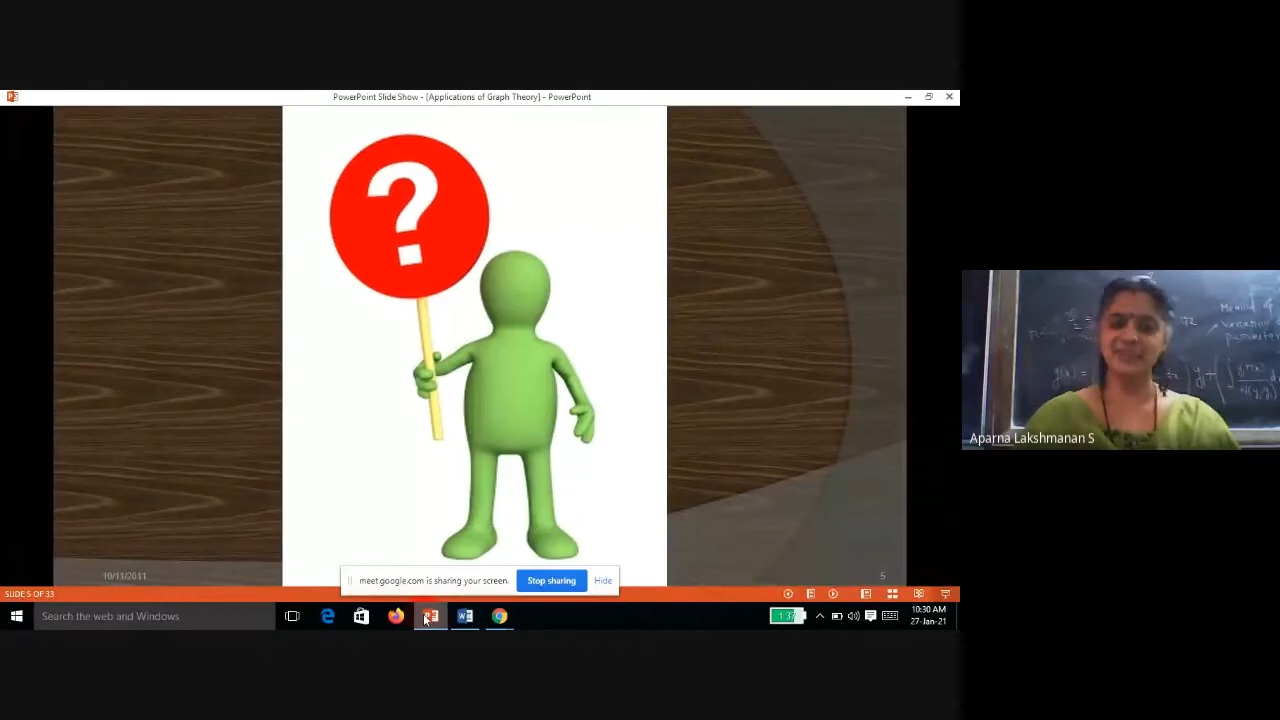 PowerPoint Slide Show - [Applications of Graph Theory] - PowerPoint
?
10/11/2011
5
meet.google.com is sharing your screen.
Stop sharing
Hide
SLIDE 5 OF 33
Search the web and Windows
10:30 AM
27-Jan-21
Aparna Lakshmanan S
variation